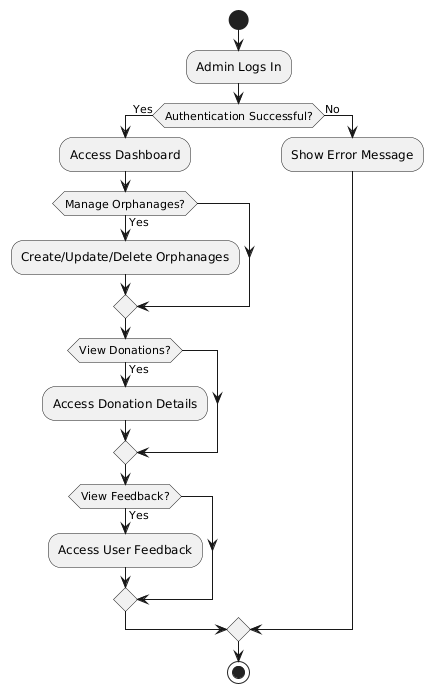 Admin Logs In
Yes
Authentication Successful?
No
Access Dashboard
Show Error Message
Manage Orphanages?
Yes
Create/Update/Delete Orphanages
View Donations?
Yes
Access Donation Details
View Feedback?
Yes
Access User Feedback